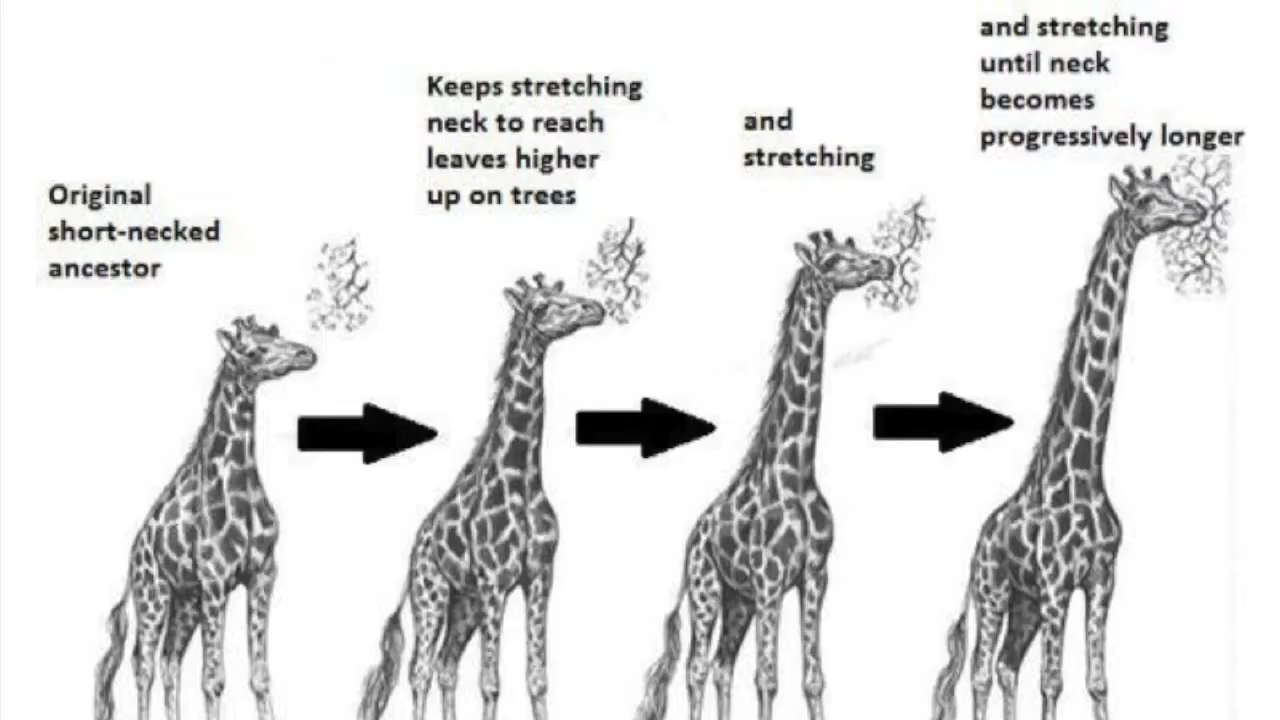 Original
short-necked
ancestor
Keeps stretching
neck to reach
leaves higher
up on trees
and
stretching
and stretching
until neck
becomes
progressively longer